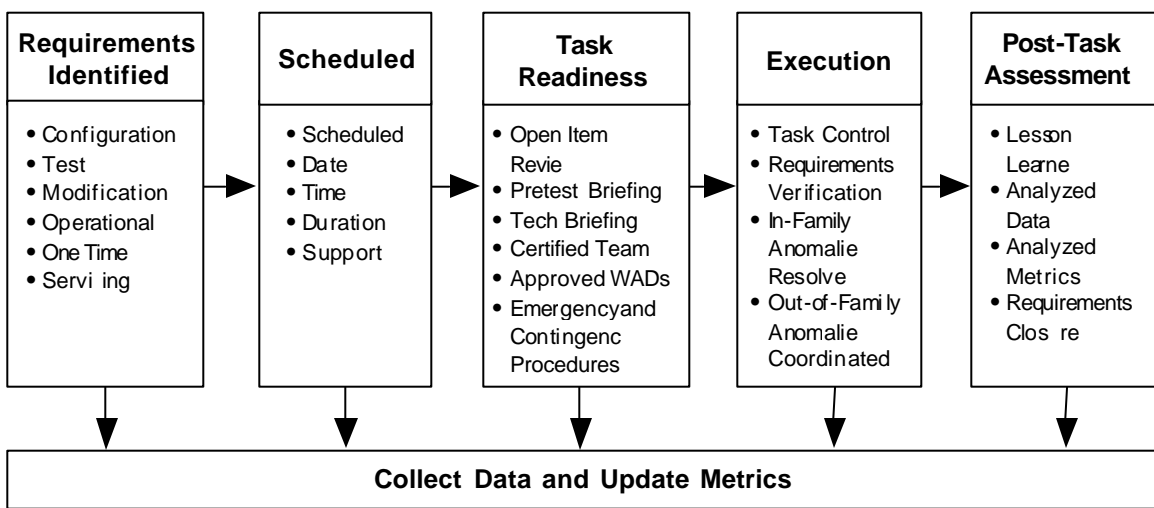 Requirements
Identified
• Configuration
• Test
• Modification
• Operational
• One Time
• Servi ing
Scheduled
• Scheduled
• Date
• Time
• Duration
• Support
Task
Readiness
• Open Item
Revie
• Pretest Briefing
• Tech Briefing
• Certified Team
• Approved WADs
• Emergencyand
Contingenc
Procedures
Execution
• Task Control
• Requirements
Verification
• In-Family
Anomalie
Resolve
• Out-of-Family
Anomalie
Coordinated
Post-Task
Assessment
• Lesson
Learne
• Analyzed
Data
• Analyzed
Metrics
• Requirements
Clos re
Collect Data and Update Metrics